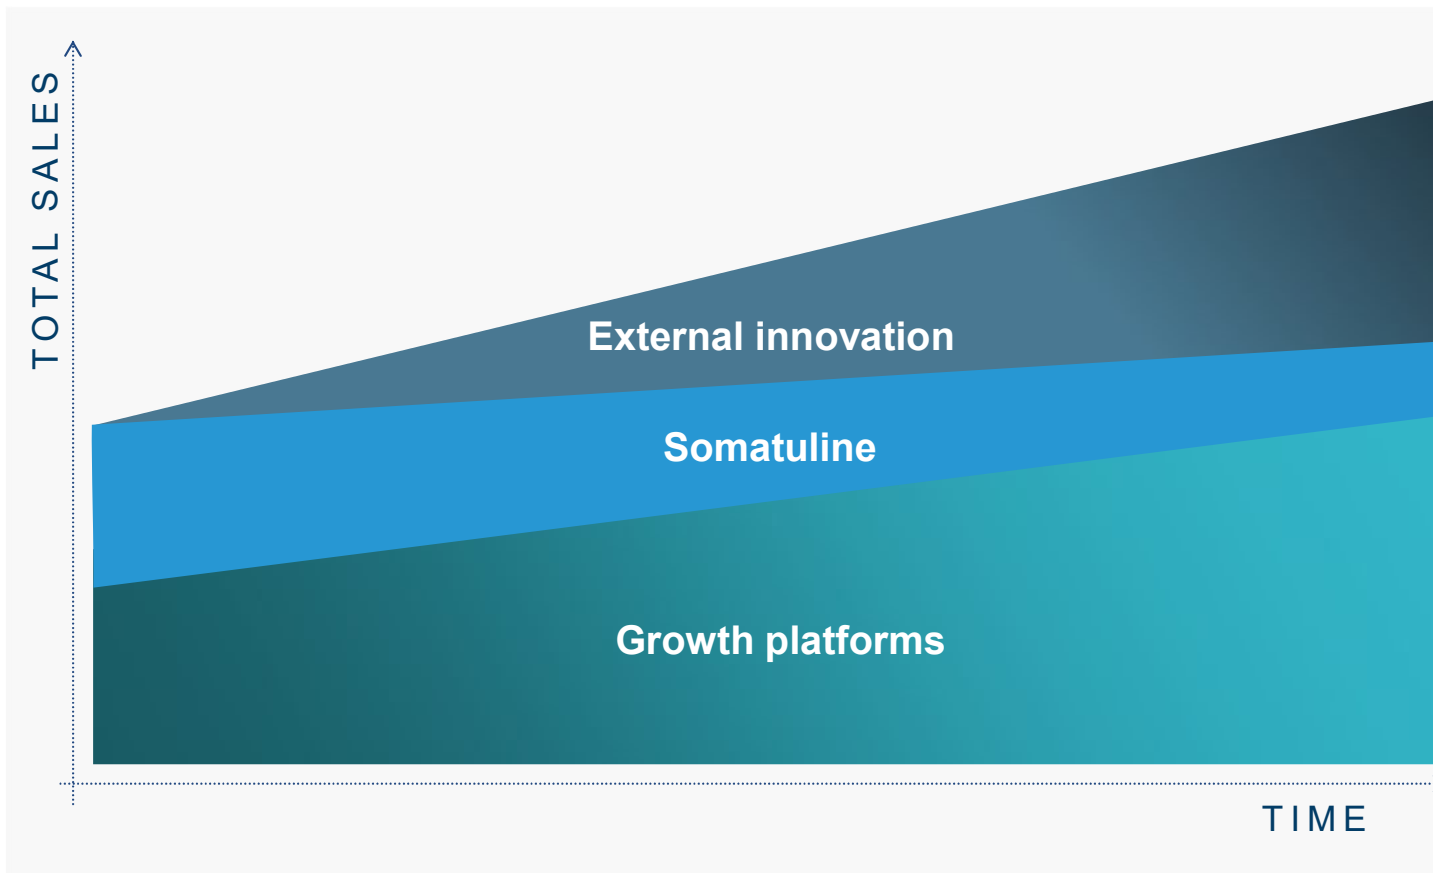 TOTAL SALES
External innovation
Somatuline
Growth platforms
TIME